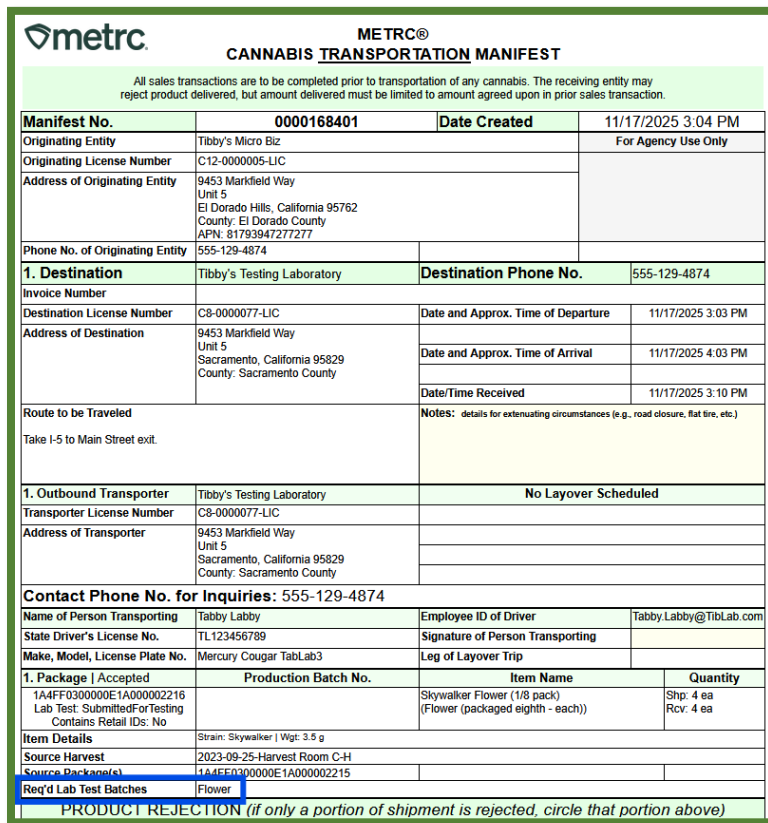 metrc
METRC®
CANNABIS TRANSPORTATION MANIFEST
All sales transactions are to be completed prior to transportation of any cannabis. The receiving entity may
reject product delivered, but amount delivered must be limited to amount agreed upon in prior sales transaction.
Manifest No. 0000168401 Date Created 11/17/2025 3:04 PM
Originating Entity Tibby's Micro Biz For Agency Use Only
Originating License Number C12-0000005-LIC
Address of Originating Entity 9453 Markfield Way
Unit 5
El Dorado Hills, California 95762
County: El Dorado County
APN: 81793947277277
Phone No. of Originating Entity 555-129-4874
1. Destination Tibby's Testing Laboratory Destination Phone No. 555-129-4874
Invoice Number
Destination License Number C8-0000077-LIC Date and Approx. Time of Departure 11/17/2025 3:03 PM
Address of Destination 9453 Markfield Way
Unit 5
Sacramento, California 95829 Date and Approx. Time of Arrival 11/17/2025 4:03 PM
County: Sacramento County
Date/Time Received 11/17/2025 3:10 PM
Route to be Traveled Notes: details for extenuating circumstances (e.g., road closure, flat tire, etc.)
Take I-5 to Main Street exit.
1. Outbound Transporter Tibby's Testing Laboratory No Layover Scheduled
Transporter License Number C8-0000077-LIC
Address of Transporter 9453 Markfield Way
Unit 5
Sacramento, California 95829
County: Sacramento County
Contact Phone No. for Inquiries: 555-129-4874
Name of Person Transporting Tabby Labby Employee ID of Driver Tabby.Labby@TibLab.com
State Driver's License No. TL123456789 Signature of Person Transporting
Make, Model, License Plate No. Mercury Cougar TabLab3 Leg of Layover Trip
1. Package | Accepted Production Batch No. Item Name Quantity
1A4FF0300000E1A000002216 Skywalker Flower (1/8 pack) Shp: 4 ea
Lab Test: SubmittedForTesting (Flower (packaged eighth - each)) Rcv: 4 ea
Contains Retail IDs: No
Item Details Strain: Skywalker | Wgt: 3.5 g
Source Harvest 2023-09-25-Harvest Room C-H
Source Package(s) 1A4FF0300000E1A000002215
Req'd Lab Test Batches Flower
PRODUCT REJECTION (if only a portion of shipment is rejected, circle that portion above)